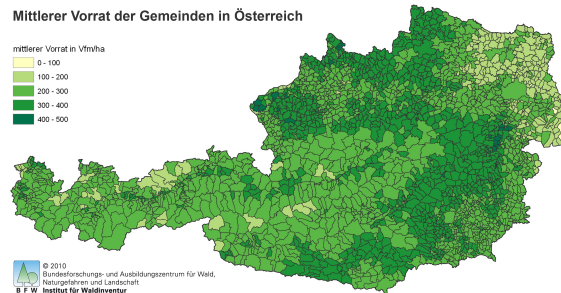 Mittlerer Vorrat der Gemeinden in Österreich
mittlerer Vorrat in Vfm/ha
0 - 100
100 - 200
200 - 300
300 - 400
400 - 500
© 2010
Bundesforschungs- und Ausbildungszentrum für Wald,
Naturgefahren und Landschaft
BFW Institut für Waldinventur